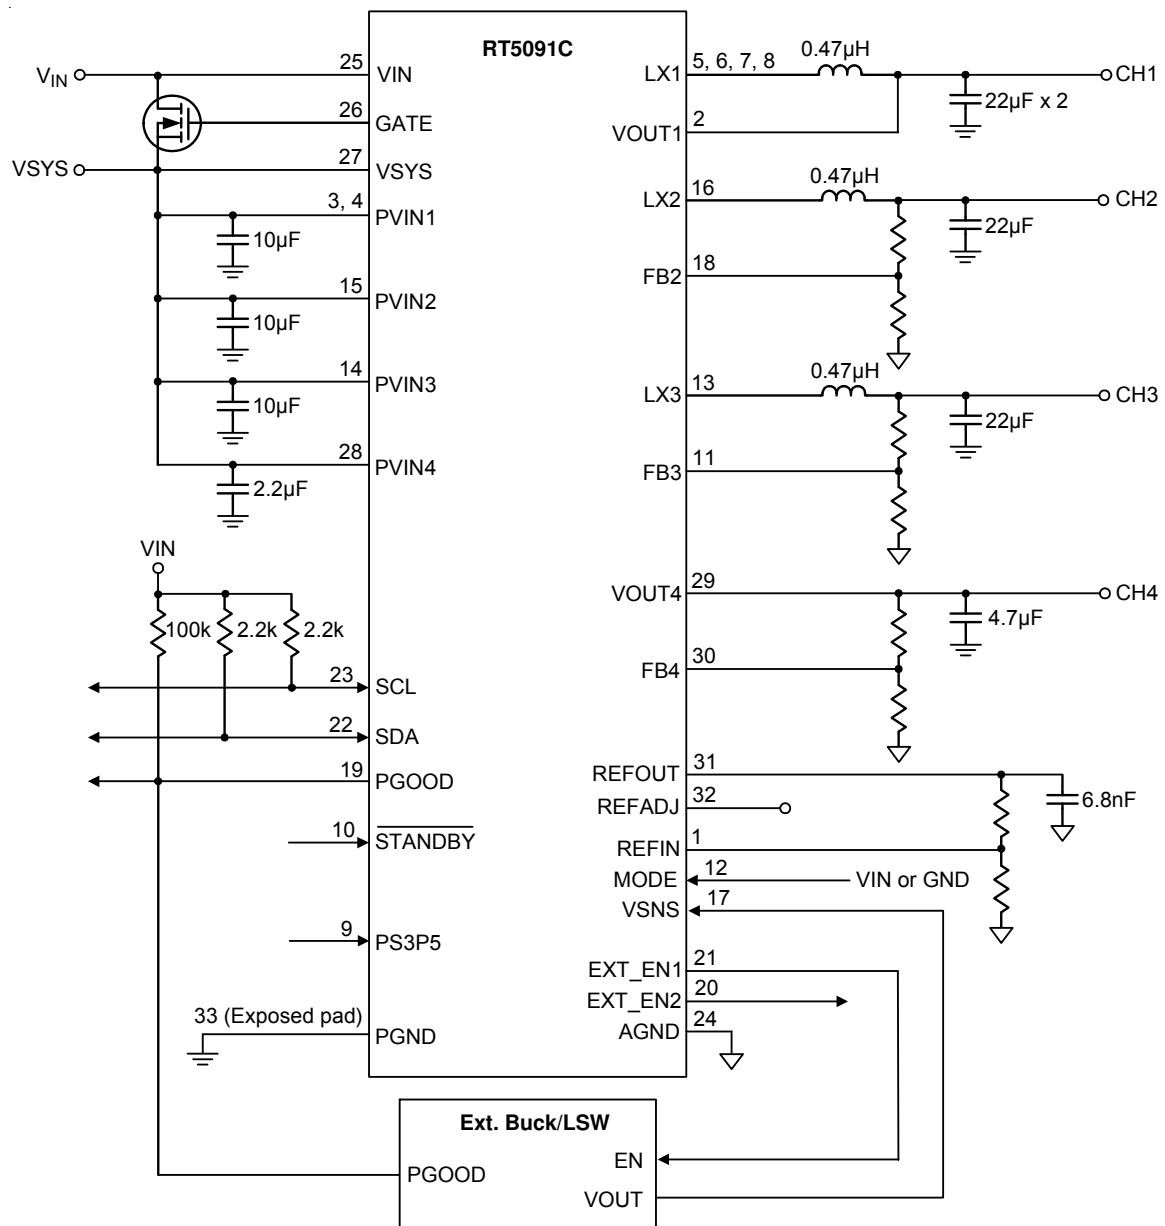 RT5091C
V_IN
25
VIN
26
GATE
VSYS
27
VSYS
3, 4
PVIN1
10µF
15
PVIN2
10µF
14
PVIN3
10µF
28
PVIN4
2.2µF
VIN
100k
2.2k
2.2k
23
SCL
22
SDA
19
PGOOD
10
STANDBY
9
PS3P5
33 (Exposed pad)
PGND
LX1
5, 6, 7, 8
0.47µH
CH1
22µF x 2
VOUT1
2
LX2
16
0.47µH
CH2
22µF
FB2
18
LX3
13
0.47µH
CH3
22µF
FB3
11
VOUT4
29
CH4
4.7µF
FB4
30
REFOUT
31
6.8nF
REFADJ
32
REFIN
1
MODE
12
VIN or GND
VSNS
17
EXT_EN1
21
EXT_EN2
20
AGND
24
Ext. Buck/LSW
PGOOD
EN
VOUT